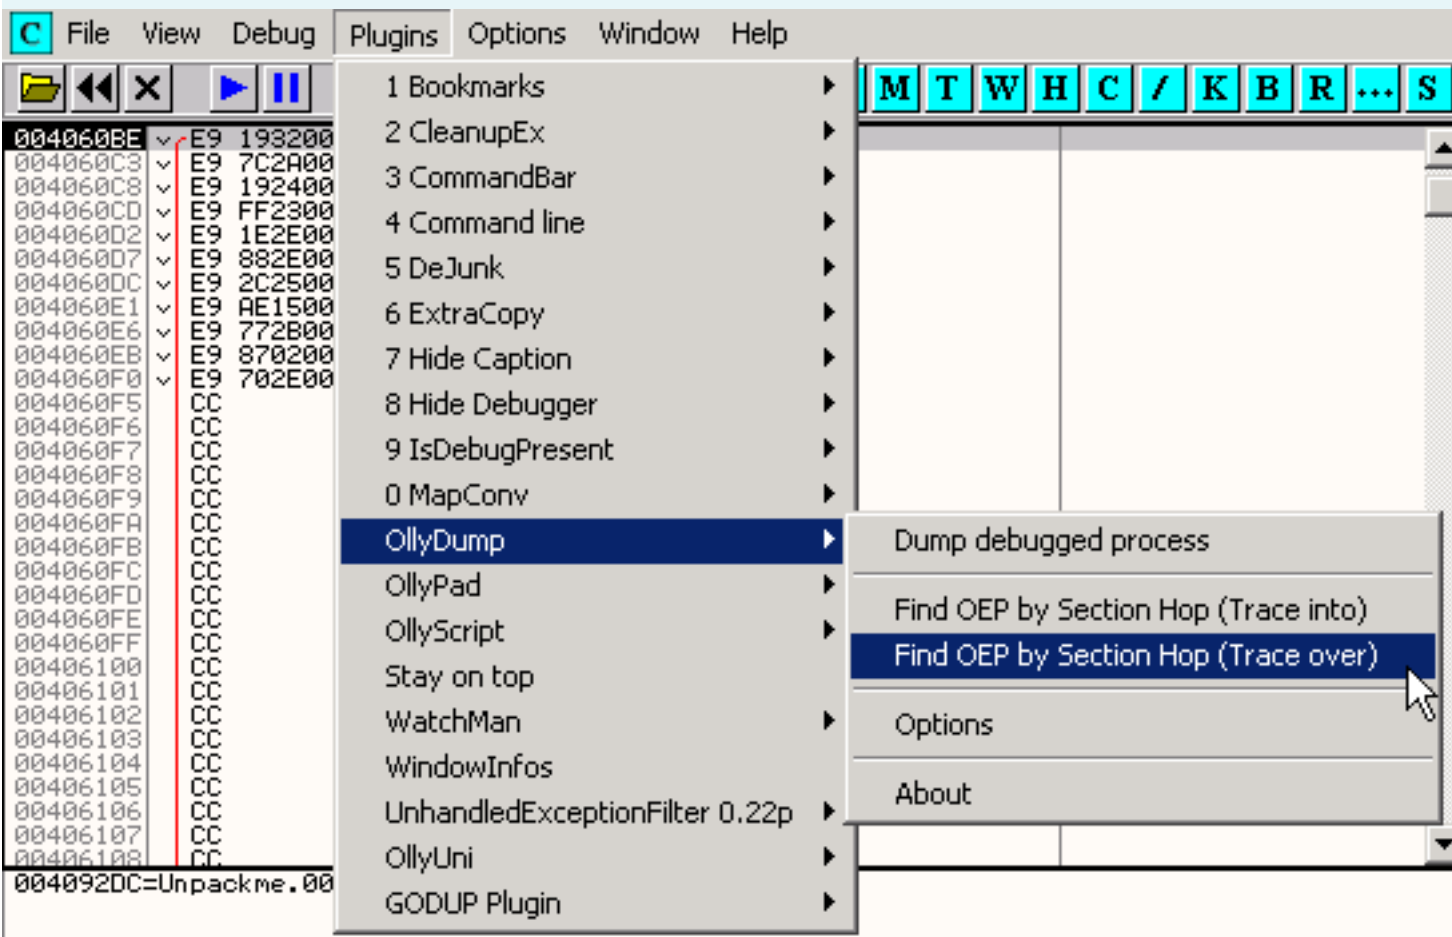 C File View Debug Plugins Options Window Help
M T W H C / K B R ... S
004060BE E9 193200
004060C3 E9 7C2A00
004060C8 E9 192400
004060CD E9 FF2300
004060D2 E9 1E2E00
004060D7 E9 882E00
004060DC E9 2C2500
004060E1 E9 AE1500
004060E6 E9 772B00
004060EB E9 870200
004060F0 E9 702E00
004060F5 CC
004060F6 CC
004060F7 CC
004060F8 CC
004060F9 CC
004060FA CC
004060FB CC
004060FC CC
004060FD CC
004060FE CC
004060FF CC
00406100 CC
00406101 CC
00406102 CC
00406103 CC
00406104 CC
00406105 CC
00406106 CC
00406107 CC
00406108 CC
004092DC=Unpackme.00
1 Bookmarks
2 CleanupEx
3 CommandBar
4 Command line
5 DeJunk
6 ExtraCopy
7 Hide Caption
8 Hide Debugger
9 IsDebugPresent
0 MapConv
OllyDump
OllyPad
OllyScript
Stay on top
WatchMan
WindowInfos
UnhandledExceptionFilter 0.22p
OllyUni
GODUP Plugin
Dump debugged process
Find OEP by Section Hop (Trace into)
Find OEP by Section Hop (Trace over)
Options
About